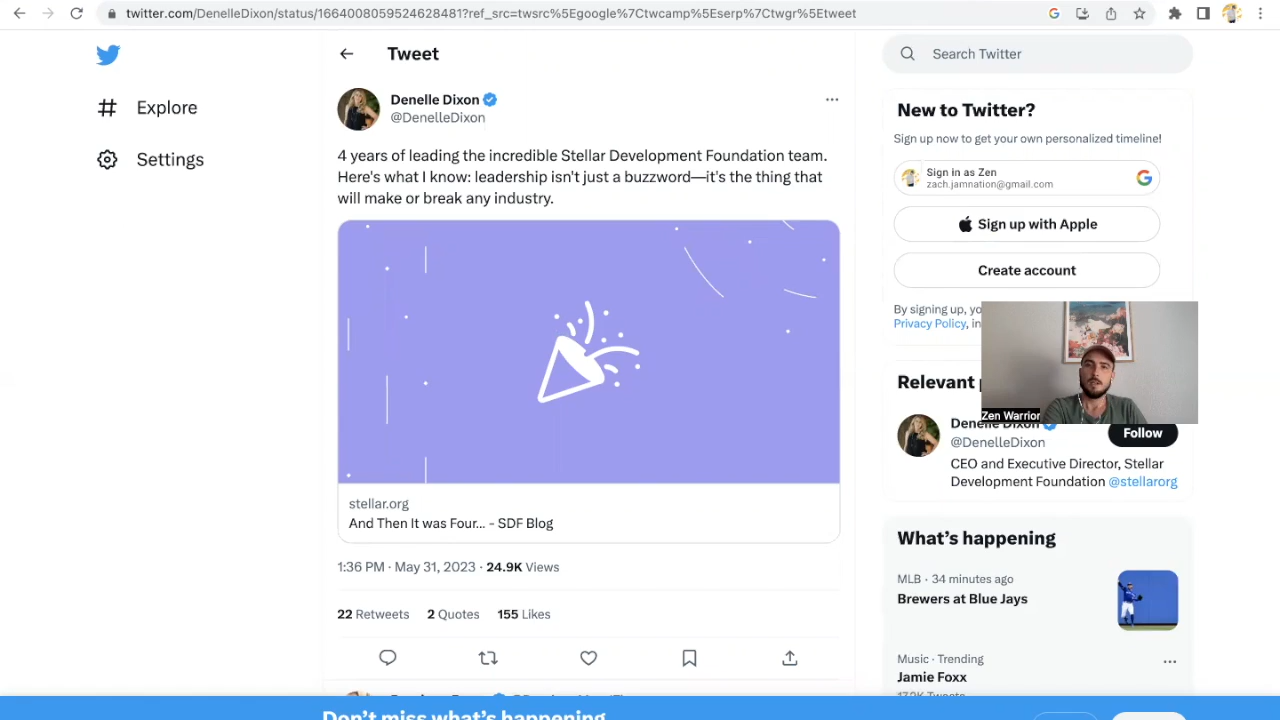 twitter.com/DenelleDixon/status/1664008059524628481?ref_src=twsrc%5Egoogle%7Ctwcamp%5Eserp%7Ctwgr%5Etweet
Explore
Settings
Tweet
Denelle Dixon
@DenelleDixon
4 years of leading the incredible Stellar Development Foundation team.
Here's what I know: leadership isn't just a buzzword—it's the thing that
will make or break any industry.
stellar.org
And Then It was Four... - SDF Blog
1:36 PM · May 31, 2023 · 24.9K Views
22 Retweets 2 Quotes 155 Likes
Search Twitter
New to Twitter?
Sign up now to get your own personalized timeline!
Sign in as Zen
zach.jamnation@gmail.com
Sign up with Apple
Create account
By signing up, yo
Privacy Policy, in
Zen Warrior
Relevant
Denelle Dixon
@DenelleDixon
Follow
CEO and Executive Director, Stellar
Development Foundation @stellarorg
What's happening
MLB · 34 minutes ago
Brewers at Blue Jays
Music · Trending
Jamie Foxx
Don't miss what's happening